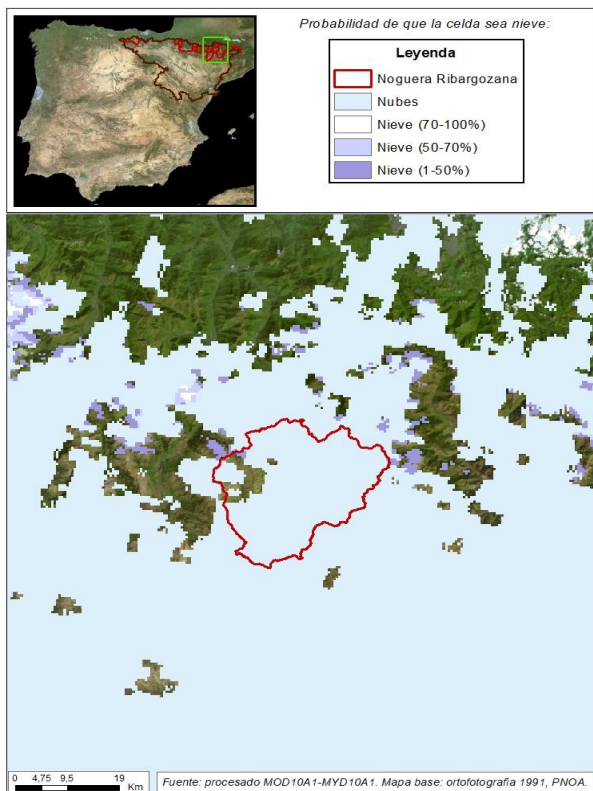 Probabilidad de que la celda sea nieve:
Leyenda
Noguera Ribargozana
Nubes
Nieve (70-100%)
Nieve (50-70%)
Nieve (1-50%)
0 4,75 9,5 19
Km
Fuente: procesado MOD10A1-MYD10A1. Mapa base: ortofotografía 1991, PNOA.